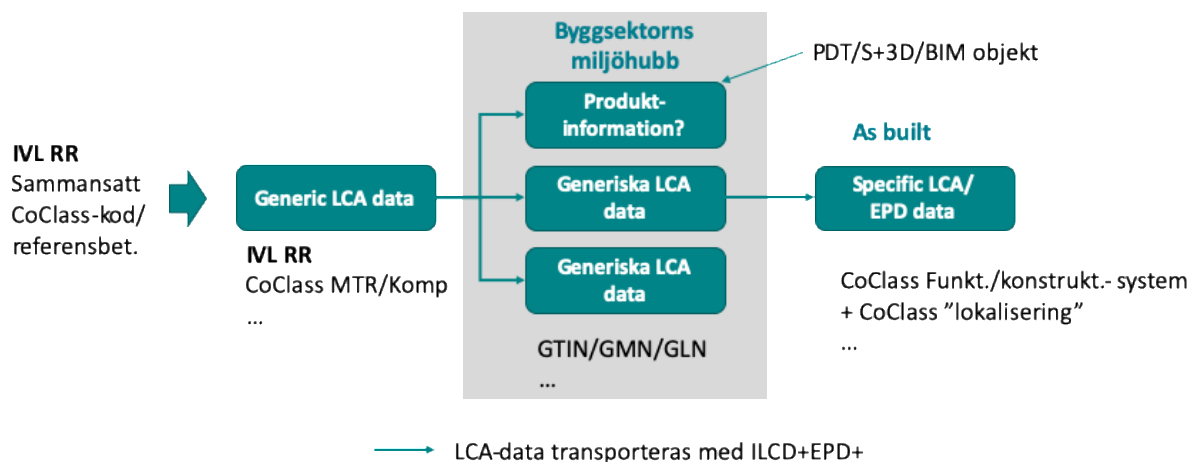 Byggsektorns
miljöhubb
PDT/S+3D/BIM objekt
Produkt-
information?
As built
IVL RR
Sammansatt
CoClass-kod/
referensbet.
Generic LCA data
Generiska LCA
data
Specific LCA/
EPD data
IVL RR
CoClass MTR/Komp
...
Generiska LCA
data
CoClass Funkt./konstrukt.- system
+ CoClass ”lokalisering”
...
GTIN/GMN/GLN
...
LCA-data transporteras med ILCD+EPD+